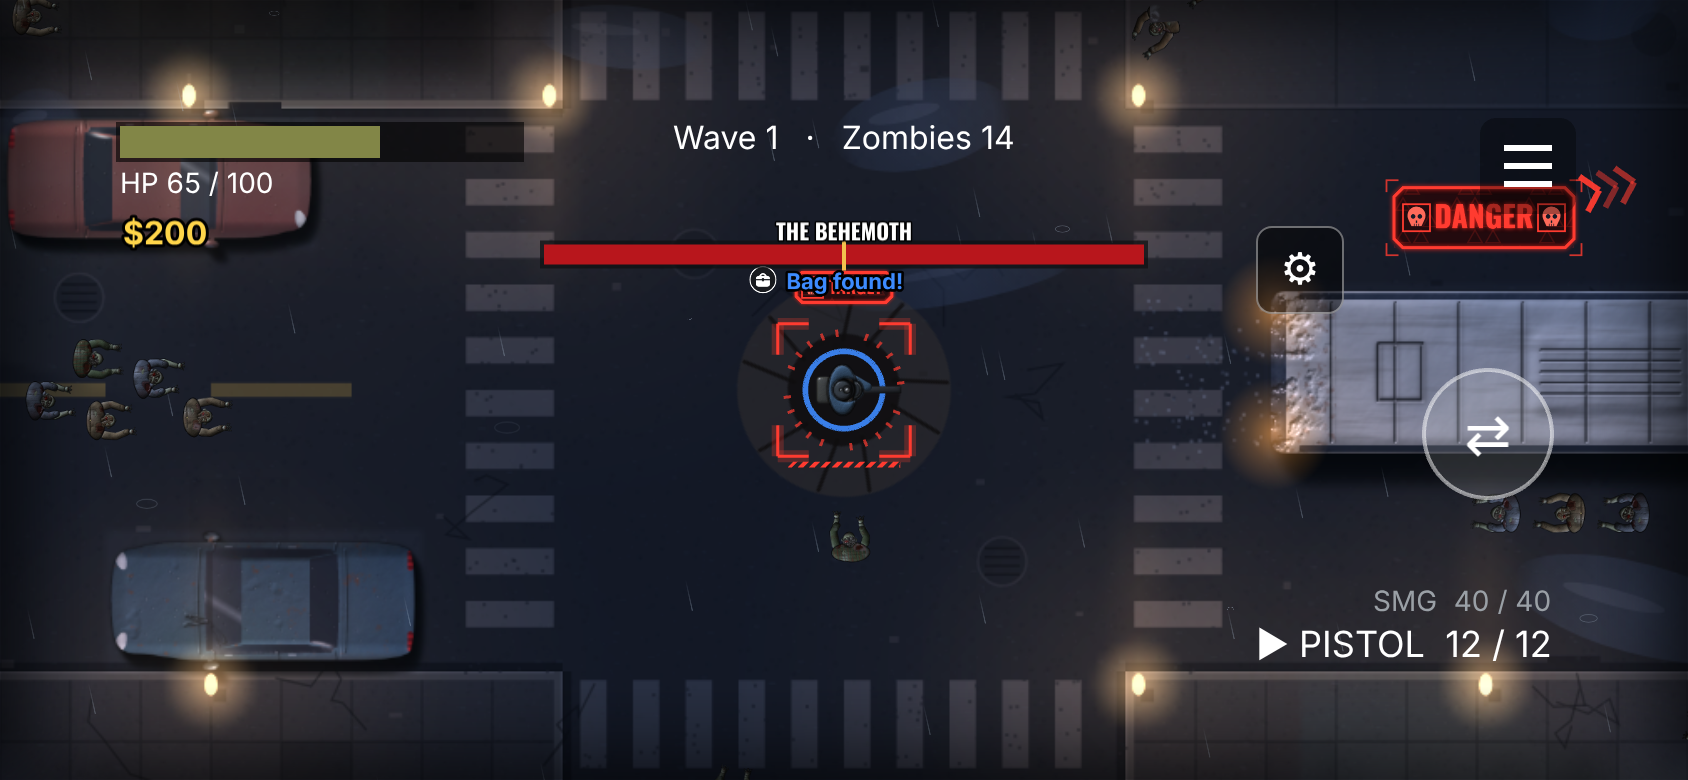 Wave 1 · Zombies 14
HP 65 / 100
$200
DANGER
THE BEHEMOTH
Bag found!
SMG 40 / 40
PISTOL 12 / 12